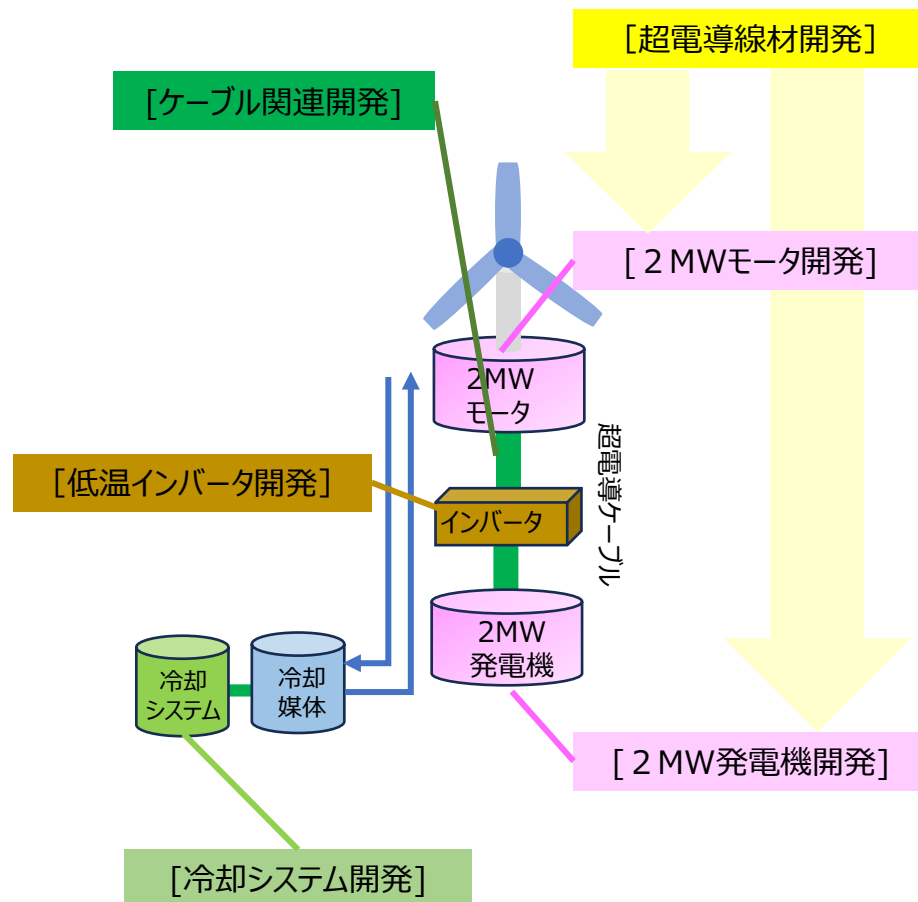 [超電導線材開発]
[ケーブル関連開発]
[２MWモータ開発]
2MW
モータ
超電導ケーブル
[低温インバータ開発]
インバータ
2MW
発電機
冷却
システム
冷却
媒体
[２MW発電機開発]
[冷却システム開発]